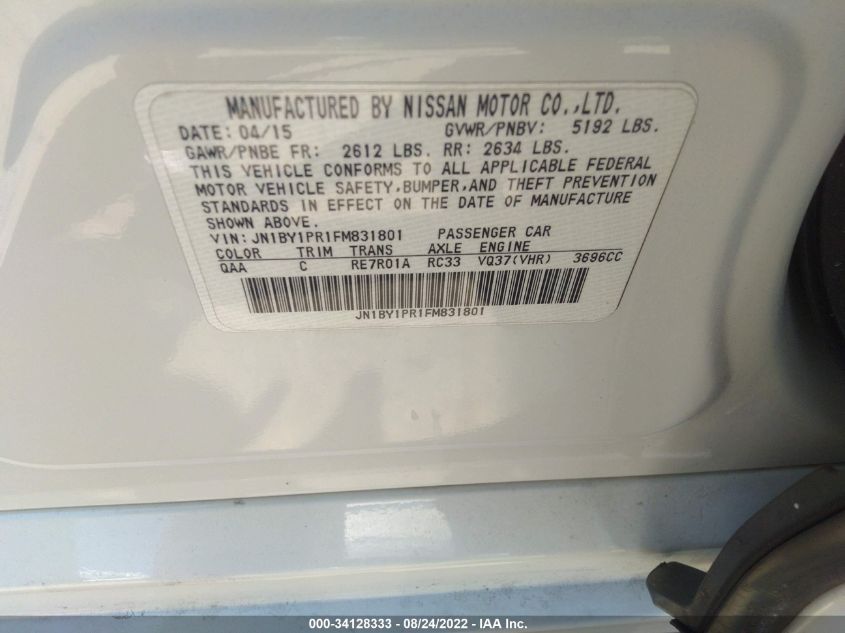 MANUFACTURED BY NISSAN MOTOR CO.,LTD.
DATE: 04/15 GVWR/PNBV: 5192 LBS.
GAWR/PNBE FR: 2612 LBS. RR: 2634 LBS.
THIS VEHICLE CONFORMS TO ALL APPLICABLE FEDERAL
MOTOR VEHICLE SAFETY,BUMPER,AND THEFT PREVENTION
STANDARDS IN EFFECT ON THE DATE OF MANUFACTURE
SHOWN ABOVE.
VIN: JN1BY1PR1FM831801 PASSENGER CAR
COLOR TRIM TRANS AXLE ENGINE
QAA C RE7R01A RC33 VQ37(VHR) 3696CC
JN1BY1PR1FM831801
000-34128333 - 08/24/2022 - IAA Inc.